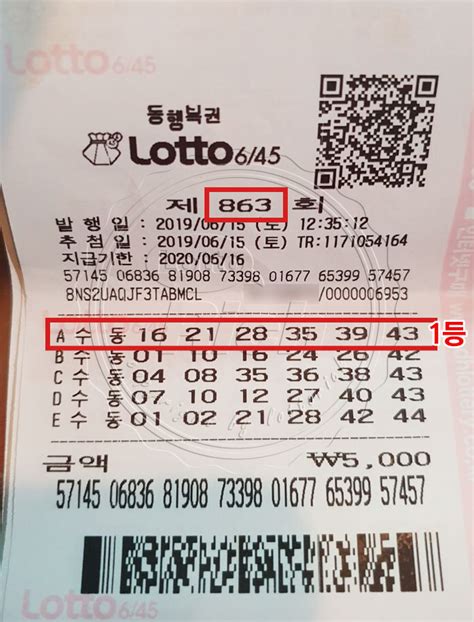 Lotto 6/45
동행복권
Lotto 6/45
제 863 회
발 행 일 : 2019/06/15 (토) 12:35:12
추 첨 일 : 2019/06/15 (토) TR:1171054164
지급기한 : 2020/06/16
57145 06836 81908 73398 01677 65399 57457
8NS2UAQJF3TABMCL /0000006953
A 수 동 16 21 28 35 39 43 1등
B 수 동 01 10 16 24 26 42
C 수 동 04 08 35 36 38 43
D 수 동 07 10 12 27 40 43
E 수 동 01 02 21 28 42 44
금액 ₩5,000
57145 06836 81908 73398 01677 65399 57457
Lotto 6/45